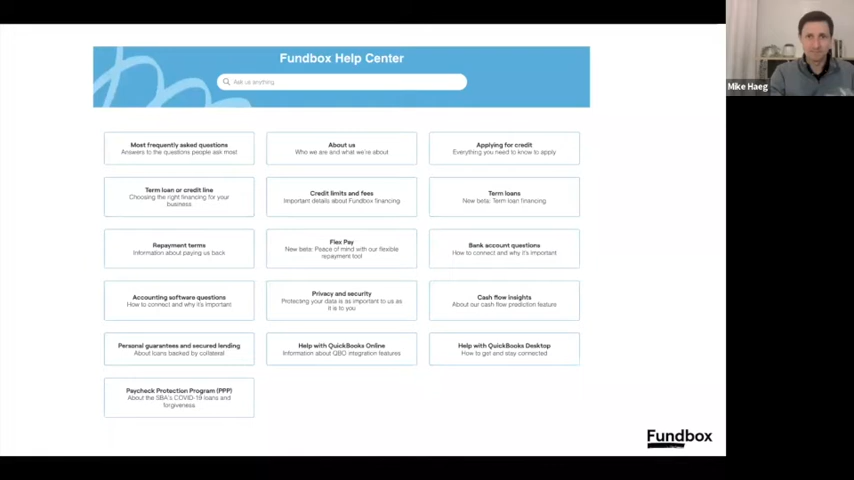 Fundbox Help Center
Ask us anything
Most frequently asked questions
Answers to the questions people ask most
About us
Who we are and what we're about
Applying for credit
Everything you need to know to apply
Term loan or credit line
Choosing the right financing for your
business
Credit limits and fees
Important details about Fundbox financing
Term loans
New beta: Term loan financing
Repayment terms
Information about paying us back
Flex Pay
New beta: Peace of mind with our flexible
repayment tool
Bank account questions
How to connect and why it's important
Accounting software questions
How to connect and why it's important
Privacy and security
Protecting your data is as important to us as
it is to you
Cash flow insights
About our cash flow prediction feature
Personal guarantees and secured lending
About loans backed by collateral
Help with QuickBooks Online
Information about QBO integration features
Help with QuickBooks Desktop
How to get and stay connected
Paycheck Protection Program (PPP)
About the SBA's COVID-19 loans and
forgiveness
Fundbox
Mike Haeg